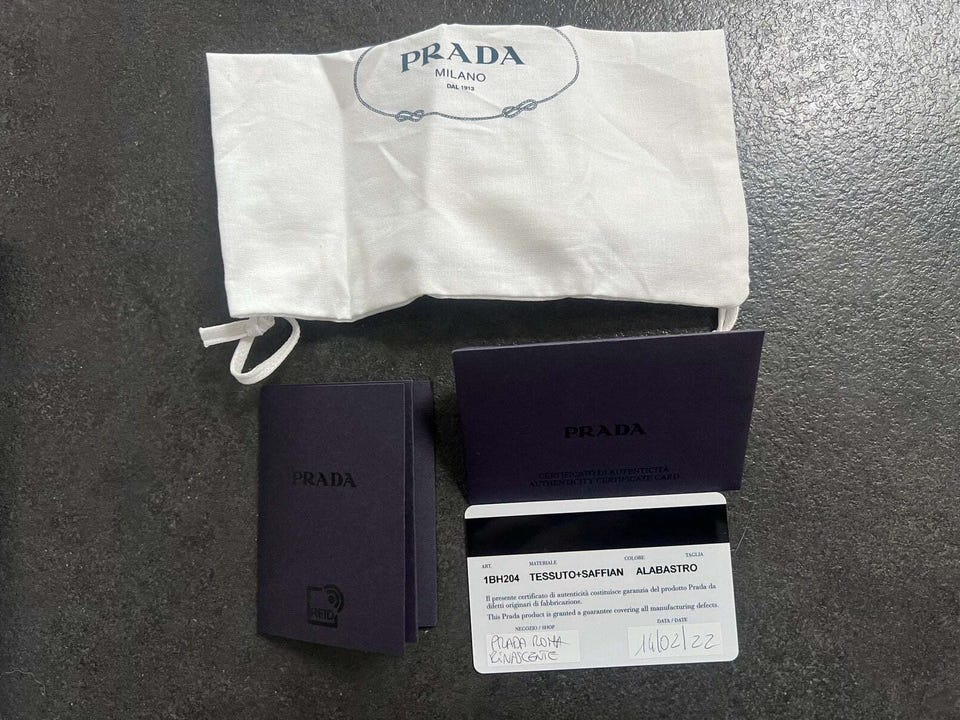 PRADA
MILANO
DAL 1913
PRADA
CERTIFICATO DI AUTENTICITÀ
AUTHENTICITY CERTIFICATE CARD
PRADA
RFID
ART. MATERIALE COLORE TAGLIA
1BH204 TESSUTO+SAFFIAN ALABASTRO
Il presente certificato di autenticità costituisce garanzia del prodotto Prada da
difetti originari di fabbricazione.
This Prada product is granted a guarantee covering all manufacturing defects.
NEGOZIO / SHOP DATA / DATE
PRADA ROMA
RINASCENTE
14/02/22